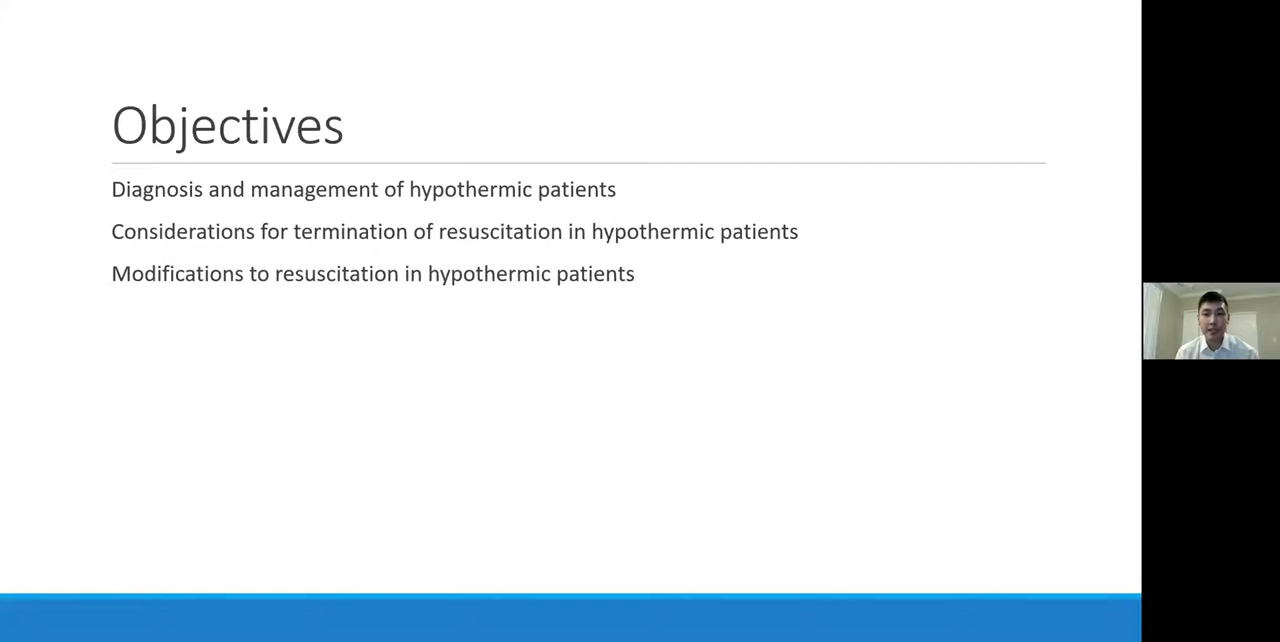 Objectives
Diagnosis and management of hypothermic patients
Considerations for termination of resuscitation in hypothermic patients
Modifications to resuscitation in hypothermic patients